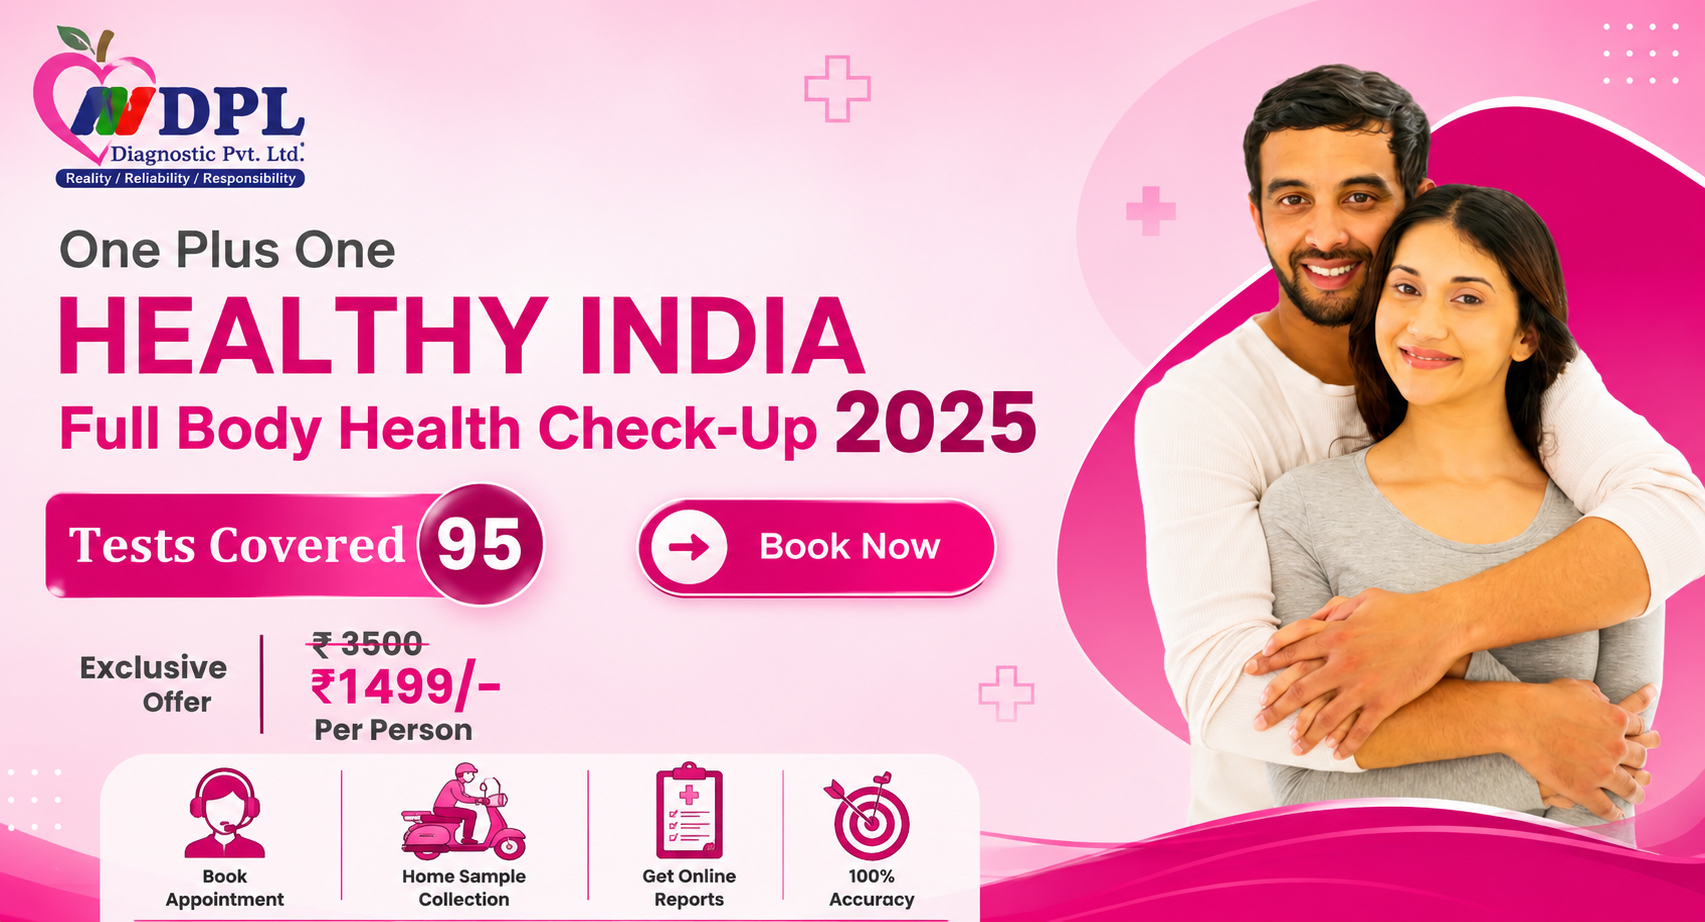 NDPL
Diagnostic Pvt. Ltd.
Reality / Reliability / Responsibility
One Plus One
HEALTHY INDIA
Full Body Health Check-Up 2025
Tests Covered 95
Book Now
Exclusive
Offer
₹ 3500
₹1499/-
Per Person
Book
Appointment
Home Sample
Collection
Get Online
Reports
100%
Accuracy